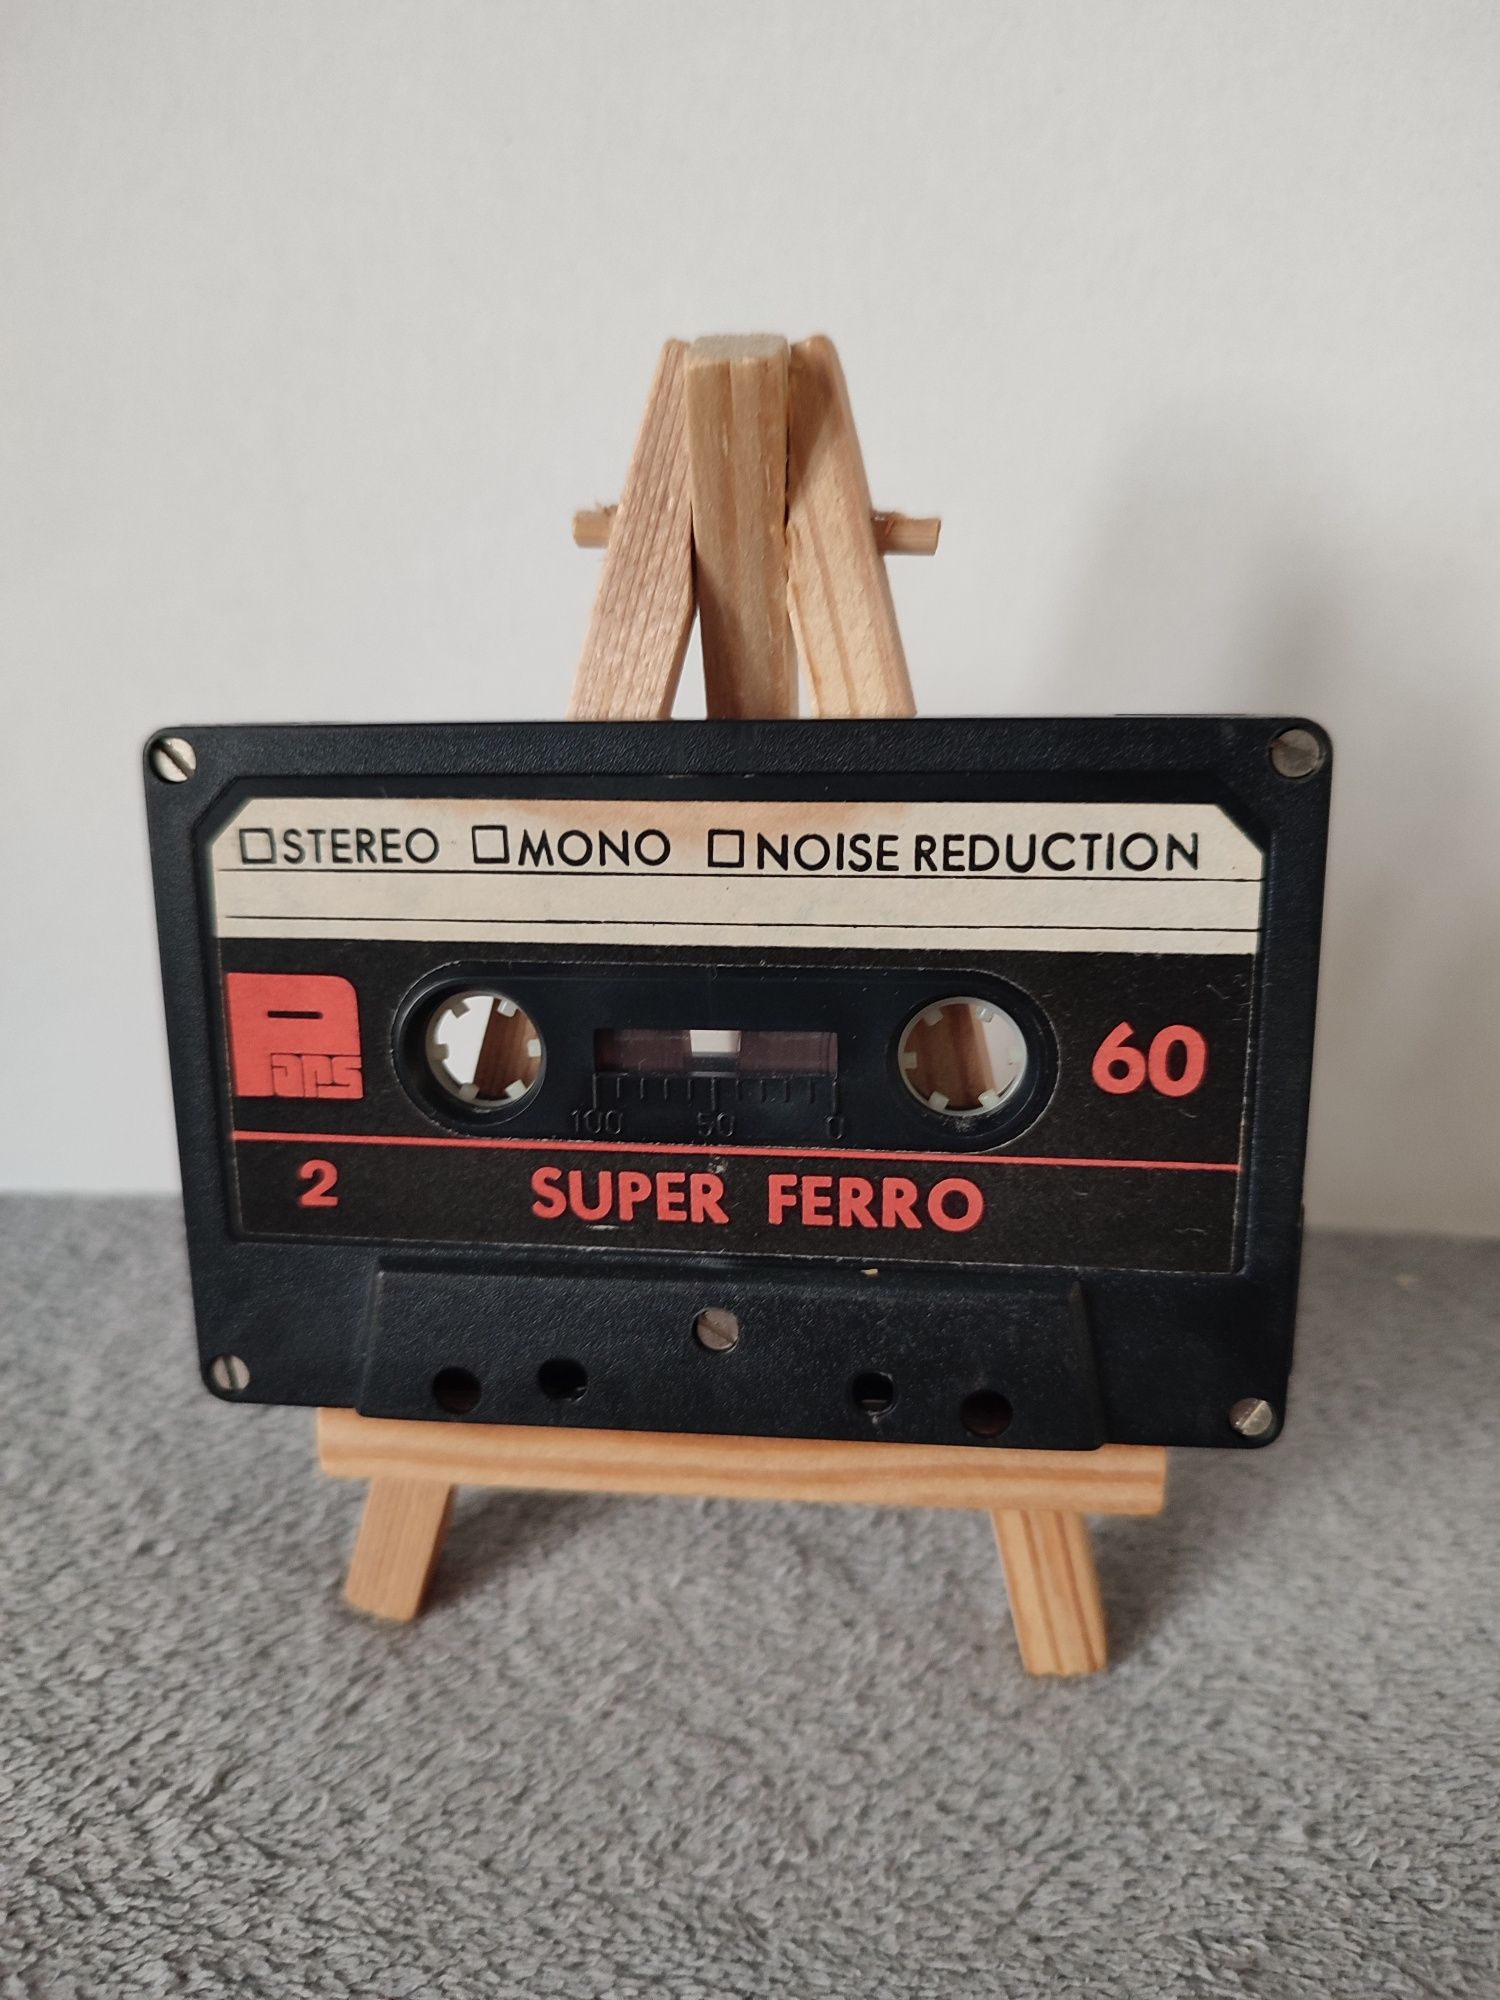 STEREO MONO NOISE REDUCTION
Pars
60
100 50 0
2 SUPER FERRO